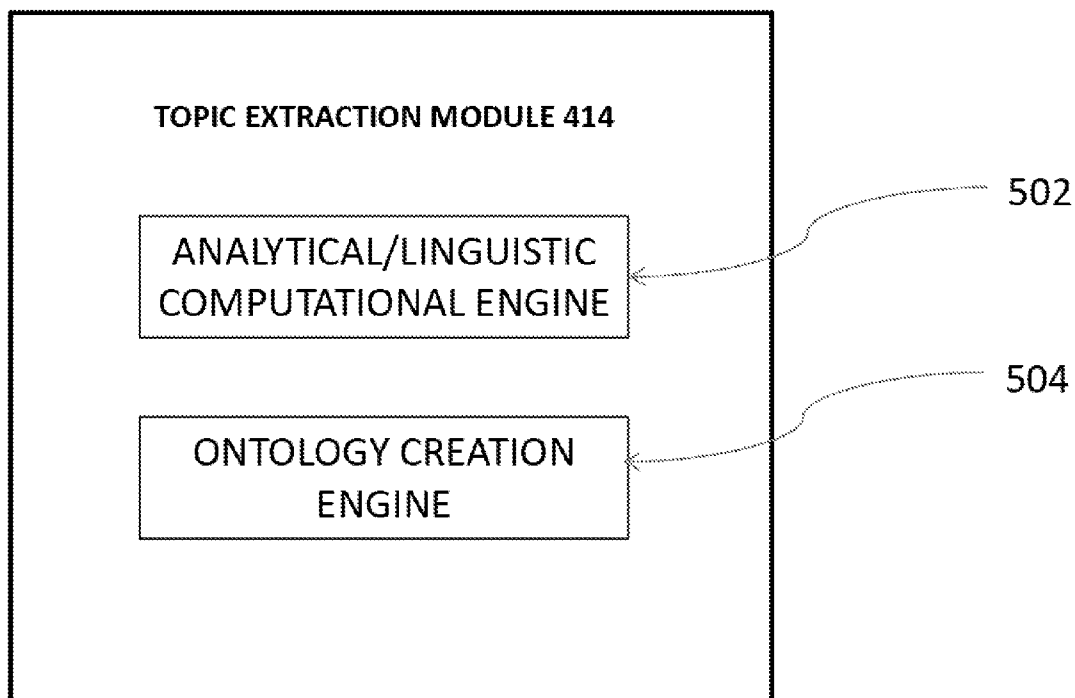 TOPIC EXTRACTION MODULE 414
502
ANALYTICAL/LINGUISTIC
COMPUTATIONAL ENGINE
504
ONTOLOGY CREATION
ENGINE